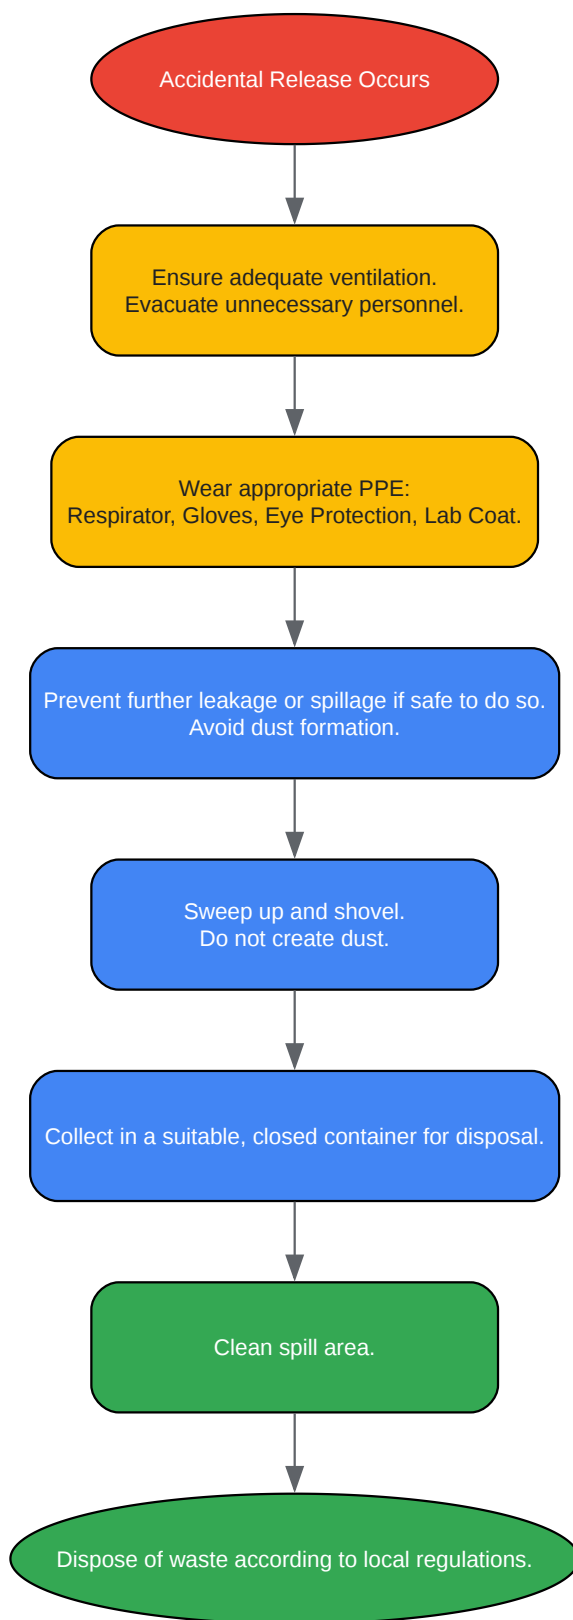 Accidental Release Occurs
Ensure adequate ventilation.
Evacuate unnecessary personnel.
Wear appropriate PPE:
Respirator, Gloves, Eye Protection, Lab Coat.
Prevent further leakage or spillage if safe to do so.
Avoid dust formation.
Sweep up and shovel.
Do not create dust.
Collect in a suitable, closed container for disposal.
Clean spill area.
Dispose of waste according to local regulations.